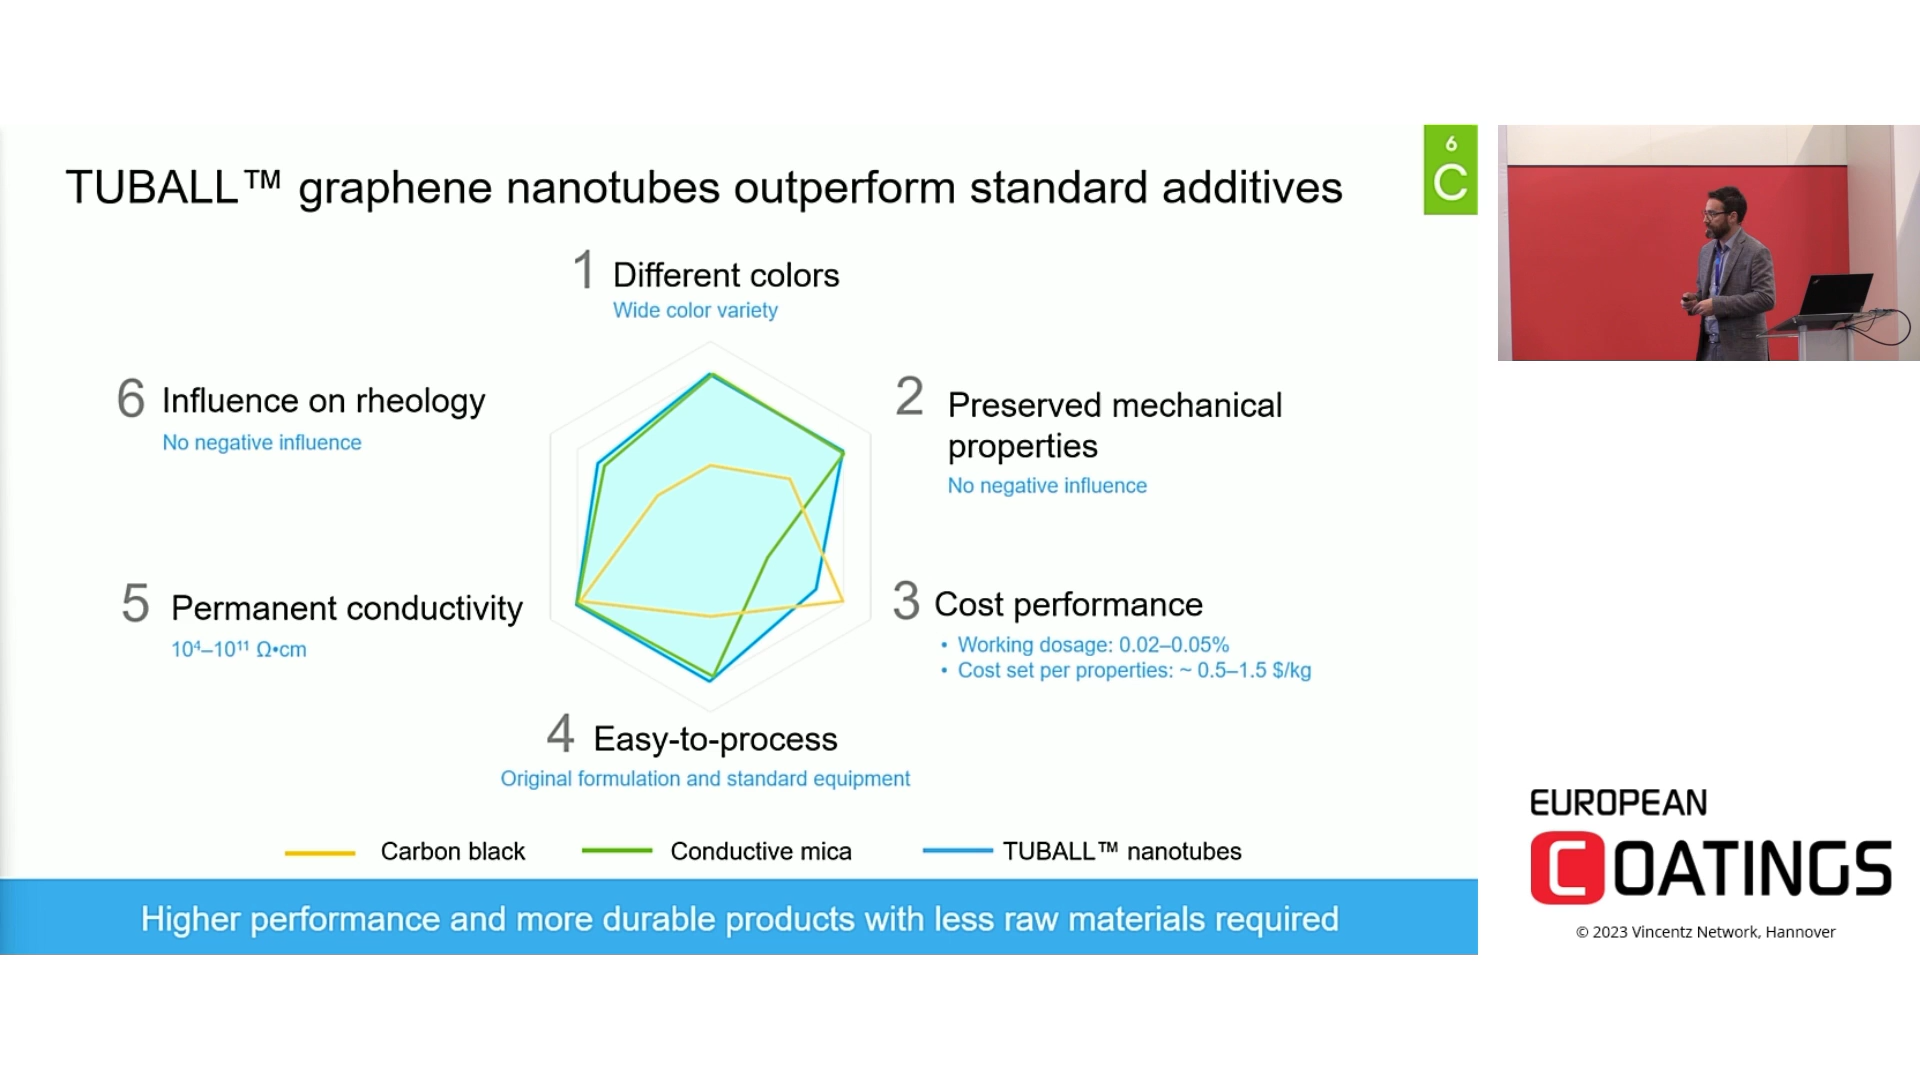 TUBALL™ graphene nanotubes outperform standard additives
6
C
1 Different colors
Wide color variety
2 Preserved mechanical
properties
No negative influence
3 Cost performance
• Working dosage: 0.02–0.05%
• Cost set per properties: ~ 0.5–1.5 $/kg
4 Easy-to-process
Original formulation and standard equipment
5 Permanent conductivity
10⁴–10¹¹ Ω•cm
6 Influence on rheology
No negative influence
Carbon black
Conductive mica
TUBALL™ nanotubes
Higher performance and more durable products with less raw materials required
EUROPEAN
COATINGS
© 2023 Vincentz Network, Hannover